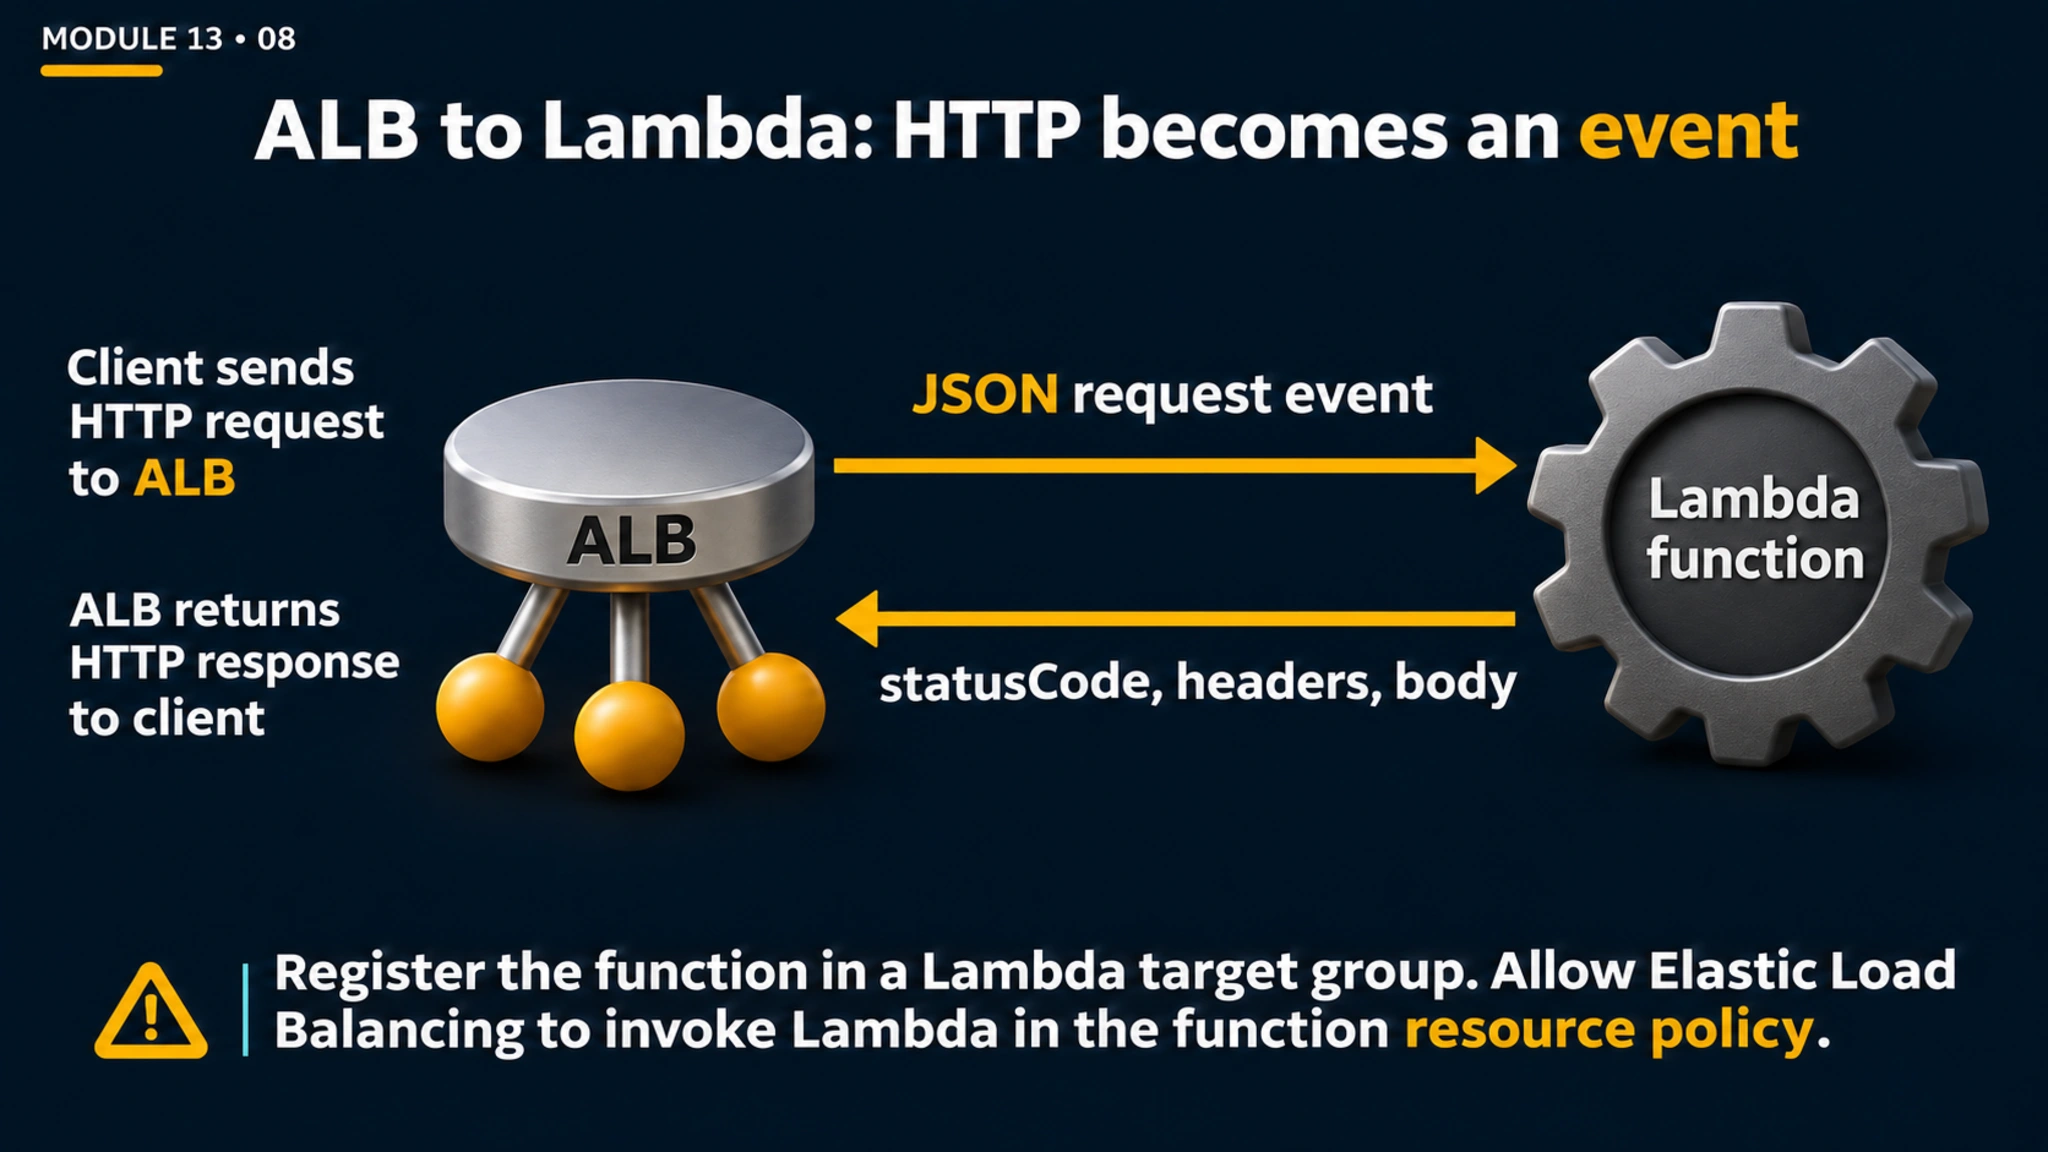 MODULE 13 • 08
ALB to Lambda: HTTP becomes an event
Client sends
HTTP request
to ALB
ALB returns
HTTP response
to client
ALB
JSON request event
statusCode, headers, body
Lambda
function
Register the function in a Lambda target group. Allow Elastic Load
Balancing to invoke Lambda in the function resource policy.